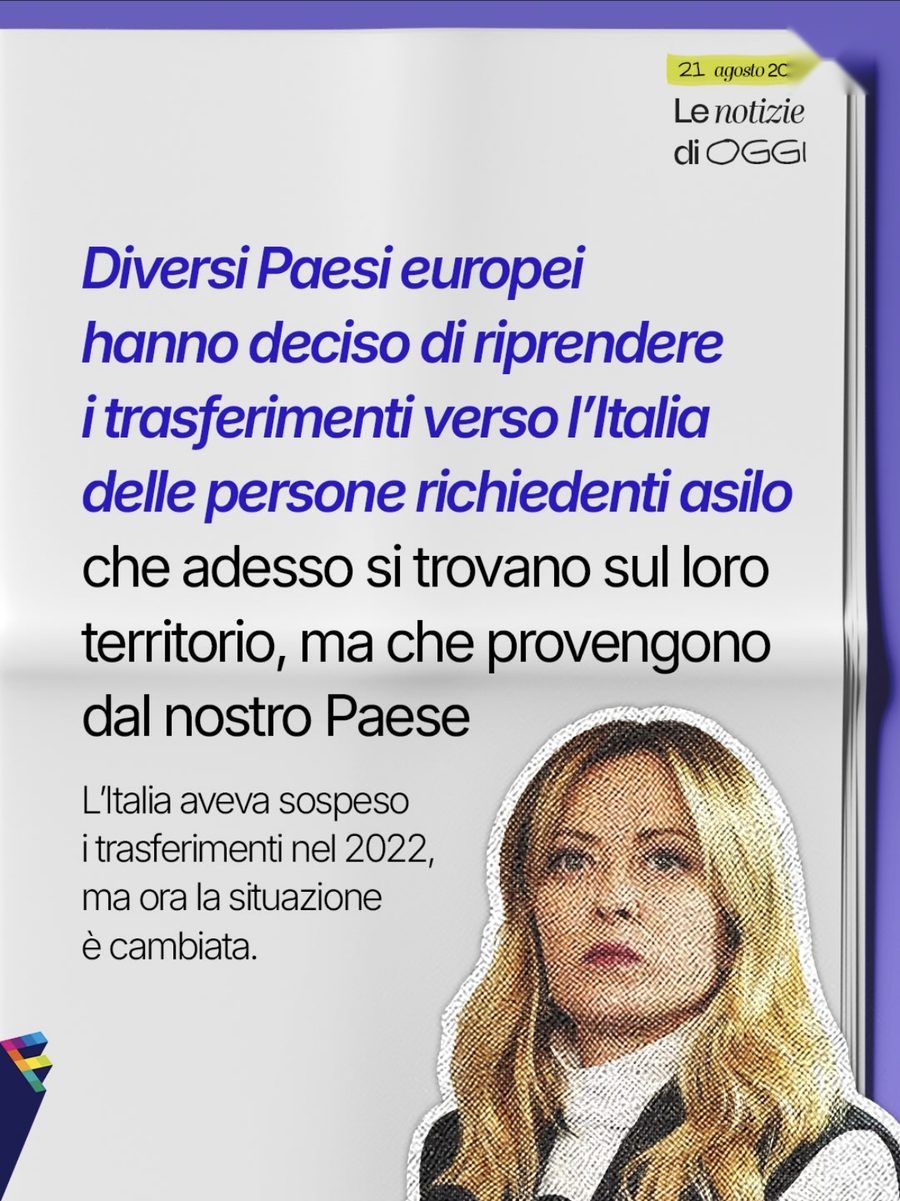 21 agosto
Le notizie
di OGGI
Diversi Paesi europei
hanno deciso di riprendere
i trasferimenti verso l’Italia
delle persone richiedenti asilo
che adesso si trovano sul loro
territorio, ma che provengono
dal nostro Paese
L’Italia aveva sospeso
i trasferimenti nel 2022,
ma ora la situazione
è cambiata.